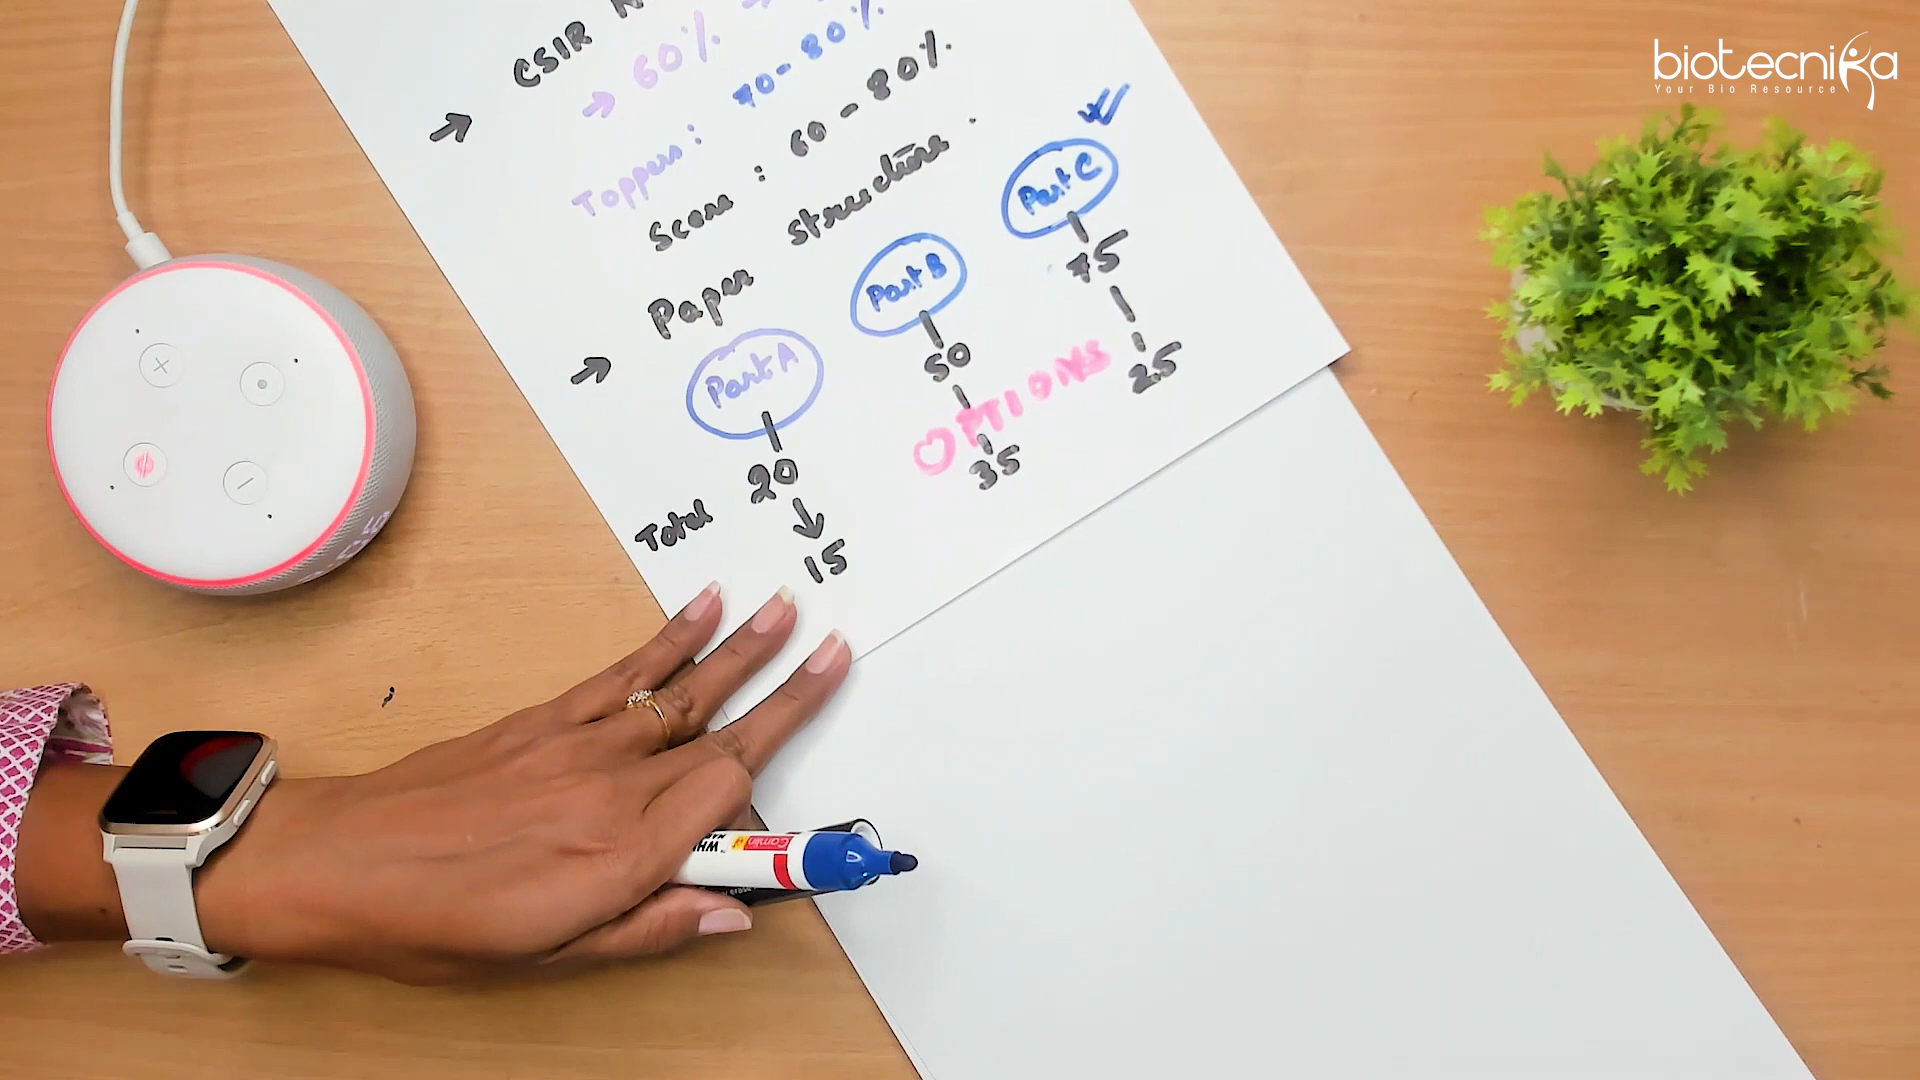 biotecnika
Your Bio Resource
CSIR
→ 60% →
Toppers: 70-80%
Score : 60-80%.
Paper structure.
Part A Part B Part C
Total 20 50 75
OPTIONS
15 35 25
Camlin